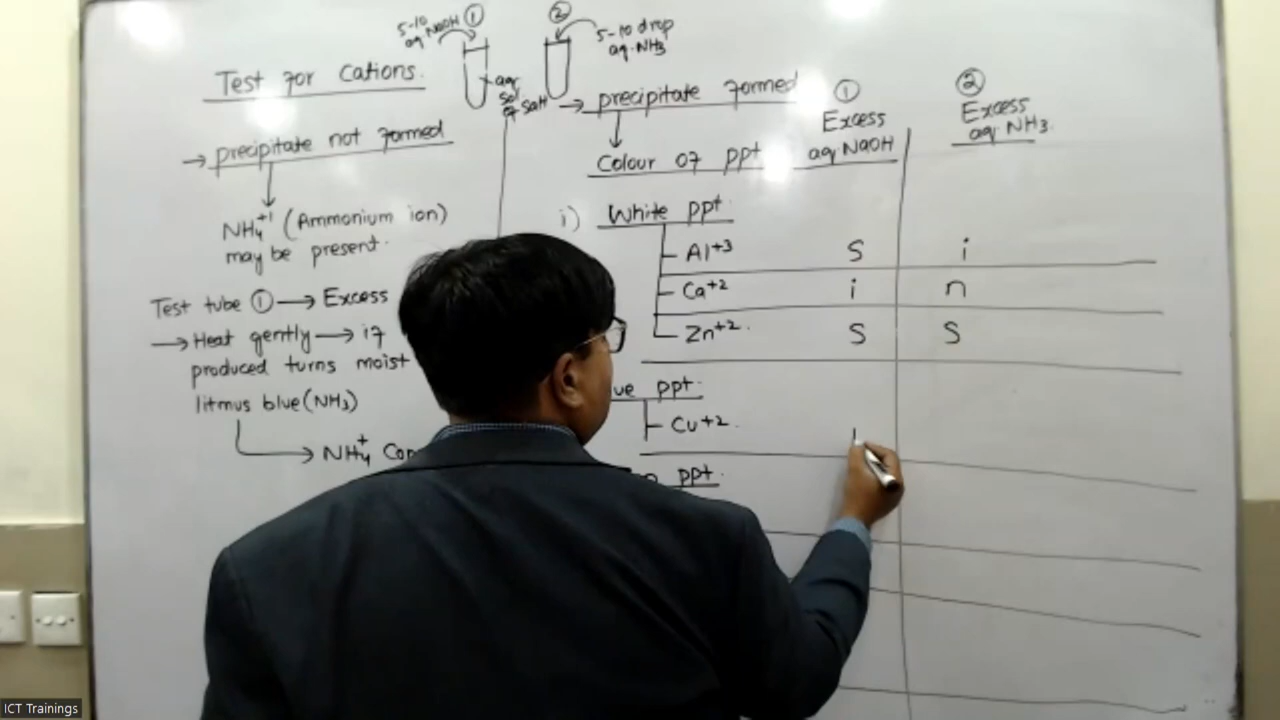 Test for Cations.
5-10 aq NaOH ①
② 5-10 drop aq. NH3
aq. sol of salt
→ precipitate not formed
NH4+1 (Ammonium ion)
may be present.
Test tube ① → Excess
→ Heat gently → if
produced turns moist
litmus blue (NH3)
→ NH4+
→ precipitate formed
Colour of ppt
① Excess aq. NaOH
② Excess aq. NH3.
i) White ppt.
Al+3 S i
Ca+2 i n
Zn+2. S S
ppt.
Cu+2.
ppt.
ICT Trainings